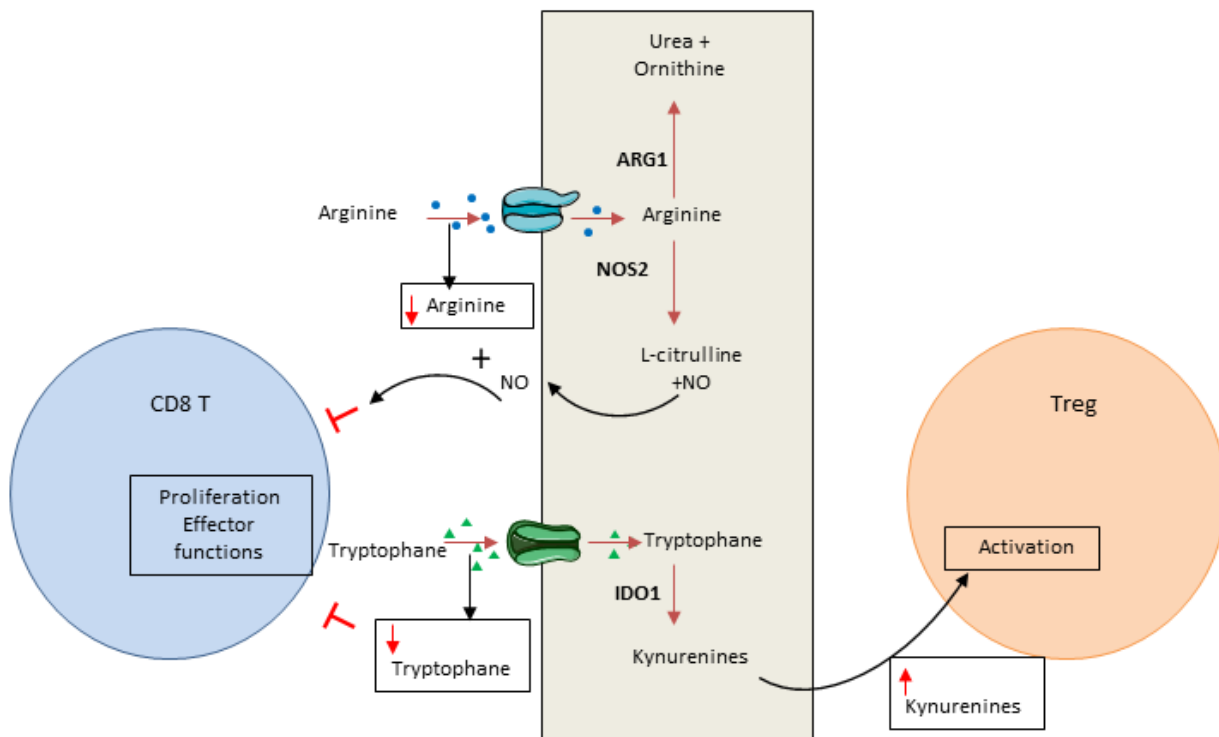 Urea +
Ornithine
ARG1
Arginine
Arginine
NOS2
Arginine
L-citrulline
+NO
+
NO
CD8 T
Treg
Proliferation
Effector
functions
Tryptophane
Tryptophane
Activation
IDO1
Tryptophane
Kynurenines
Kynurenines